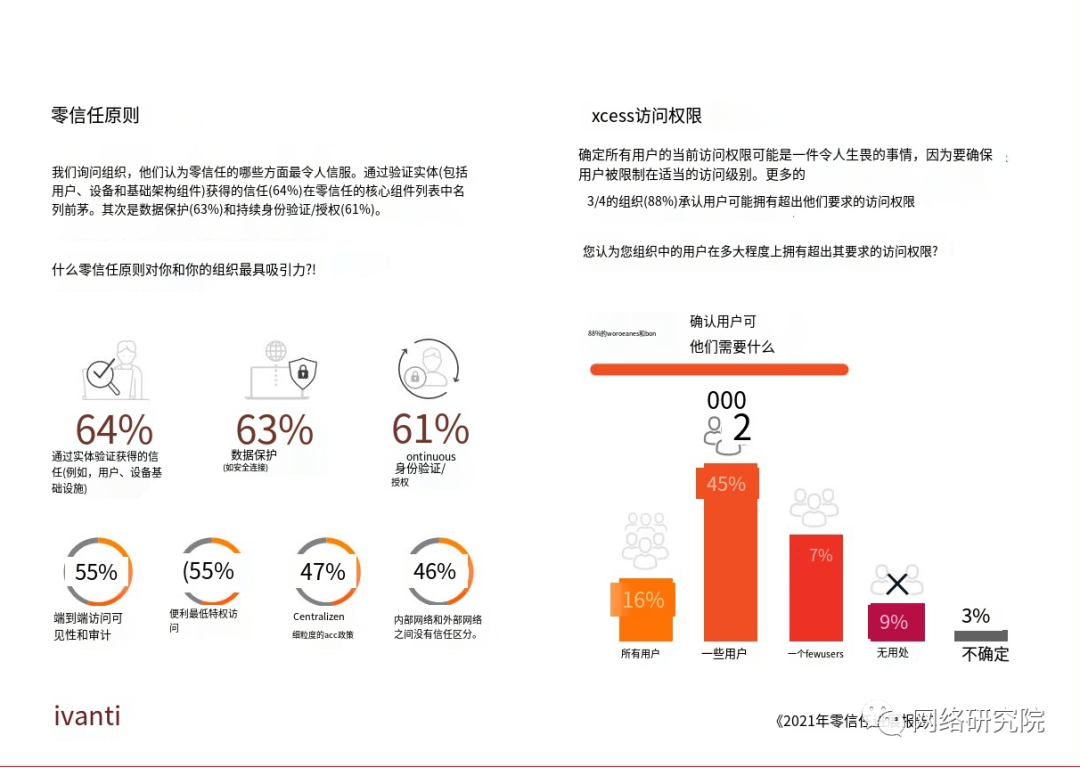 零信任原则
我们询问组织，他们认为零信任的哪些方面最令人信服。通过验证实体(包括
用户、设备和基础架构组件)获得的信任(64%)在零信任的核心组件列表中名
列前茅。其次是数据保护(63%)和持续身份验证/授权(61%)。
什么零信任原则对你和你的组织最具吸引力?!
64%
通过实体验证获得的信
任(例如，用户、设备基
础设施)
63%
数据保护
(如安全连接)
61%
ontinuous
身份验证/
授权
55%
端到端访问可
见性和审计
(55%
便利最低特权访
问
47%
Centralizen
细粒度的acc政策
46%
内部网络和外部网络
之间没有信任区分。
ivanti
xcess访问权限
确定所有用户的当前访问权限可能是一件令人生畏的事情，因为要确保
用户被限制在适当的访问级别。更多的
3/4的组织(88%)承认用户可能拥有超出他们要求的访问权限
您认为您组织中的用户在多大程度上拥有超出其要求的访问权限?
88%的woroeanes和bon
确认用户可
他们需要什么
000
2
16%
所有用户
45%
一些用户
7%
一个fewusers
9%
无用处
3%
不确定
《2021年零信任
网络研究院